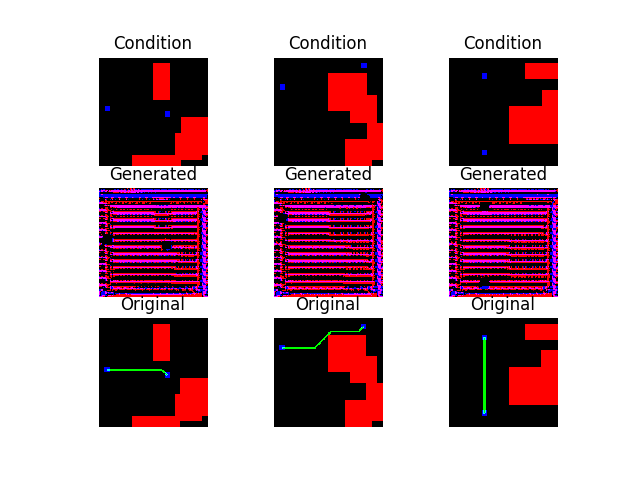 Condition Condition Condition
Generated Generated Generated
Original Original Original